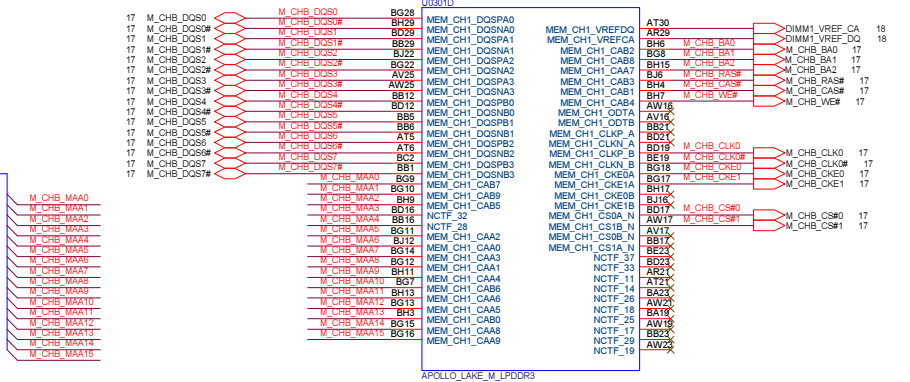 U0301D
17 M_CHB_DQS0 M_CHB_DQS0 BG28 MEM_CH1_DQSPA0
17 M_CHB_DQS0# M_CHB_DQS0# BH29 MEM_CH1_DQSNA0
17 M_CHB_DQS1 M_CHB_DQS1 BD29 MEM_CH1_DQSPA1
17 M_CHB_DQS1# M_CHB_DQS1# BB29 MEM_CH1_DQSNA1
17 M_CHB_DQS2 M_CHB_DQS2 BJ22 MEM_CH1_DQSPA2
17 M_CHB_DQS2# M_CHB_DQS2# BG22 MEM_CH1_DQSNA2
17 M_CHB_DQS3 M_CHB_DQS3 AV25 MEM_CH1_DQSPA3
17 M_CHB_DQS3# M_CHB_DQS3# AW25 MEM_CH1_DQSNA3
17 M_CHB_DQS4 M_CHB_DQS4 BB12 MEM_CH1_DQSPB0
17 M_CHB_DQS4# M_CHB_DQS4# BD12 MEM_CH1_DQSNB0
17 M_CHB_DQS5 M_CHB_DQS5 BB5 MEM_CH1_DQSPB1
17 M_CHB_DQS5# M_CHB_DQS5# BB6 MEM_CH1_DQSNB1
17 M_CHB_DQS6 M_CHB_DQS6 AT5 MEM_CH1_DQSPB2
17 M_CHB_DQS6# M_CHB_DQS6# AT6 MEM_CH1_DQSNB2
17 M_CHB_DQS7 M_CHB_DQS7 BC2 MEM_CH1_DQSPB3
17 M_CHB_DQS7# M_CHB_DQS7# BB1 MEM_CH1_DQSNB3
M_CHB_MAA0 BG9 MEM_CH1_CAB7
M_CHB_MAA1 BG10 MEM_CH1_CAB9
M_CHB_MAA2 BH9 MEM_CH1_CAB5
M_CHB_MAA3 BD16 NCTF_32
M_CHB_MAA4 BB16 NCTF_28
M_CHB_MAA5 BG11 MEM_CH1_CAA2
M_CHB_MAA6 BJ12 MEM_CH1_CAA0
M_CHB_MAA7 BG14 MEM_CH1_CAA3
M_CHB_MAA8 BG12 MEM_CH1_CAA1
M_CHB_MAA9 BH11 MEM_CH1_CAA4
M_CHB_MAA10 BG7 MEM_CH1_CAB6
M_CHB_MAA11 BH13 MEM_CH1_CAA6
M_CHB_MAA12 BG13 MEM_CH1_CAA5
M_CHB_MAA13 BH3 MEM_CH1_CAB0
M_CHB_MAA14 BG15 MEM_CH1_CAA8
M_CHB_MAA15 BG16 MEM_CH1_CAA9
M_CHB_MAA0
M_CHB_MAA1
M_CHB_MAA2
M_CHB_MAA3
M_CHB_MAA4
M_CHB_MAA5
M_CHB_MAA6
M_CHB_MAA7
M_CHB_MAA8
M_CHB_MAA9
M_CHB_MAA10
M_CHB_MAA11
M_CHB_MAA12
M_CHB_MAA13
M_CHB_MAA14
M_CHB_MAA15
MEM_CH1_VREFDQ AT30 DIMM1_VREF_CA 18
MEM_CH1_VREFCA AR29 DIMM1_VREF_DQ 18
MEM_CH1_CAB2 BH6 M_CHB_BA0 M_CHB_BA0 17
MEM_CH1_CAB8 BG8 M_CHB_BA1 M_CHB_BA1 17
MEM_CH1_CAA7 BH15 M_CHB_BA2 M_CHB_BA2 17
MEM_CH1_CAB3 BJ6 M_CHB_RAS# M_CHB_RAS# 17
MEM_CH1_CAB1 BH4 M_CHB_CAS# M_CHB_CAS# 17
MEM_CH1_CAB4 BH7 M_CHB_WE# M_CHB_WE# 17
MEM_CH1_ODTA AW16
MEM_CH1_ODTB AV16
MEM_CH1_CLKP_A BB21
MEM_CH1_CLKN_A BD21
MEM_CH1_CLKP_B BD19 M_CHB_CLK0 M_CHB_CLK0 17
MEM_CH1_CLKN_B BE19 M_CHB_CLK0# M_CHB_CLK0# 17
MEM_CH1_CKE0A BG18 M_CHB_CKE0 M_CHB_CKE0 17
MEM_CH1_CKE1A BG17 M_CHB_CKE1 M_CHB_CKE1 17
MEM_CH1_CKE0B BH17
MEM_CH1_CKE1B BJ16
MEM_CH1_CS0A_N BD17 M_CHB_CS#0 M_CHB_CS#0 17
MEM_CH1_CS1B_N AW17 M_CHB_CS#1 M_CHB_CS#1 17
MEM_CH1_CS0B_N AV17
MEM_CH1_CS1A_N BB17
NCTF_37 BE23
NCTF_33 BD23
NCTF_11 AR21
NCTF_14 AT21
NCTF_26 BA23
NCTF_18 AW21
NCTF_25 BA19
NCTF_17 AW19
NCTF_29 BB23
NCTF_19 AW23
APOLLO_LAKE_M_LPDDR3